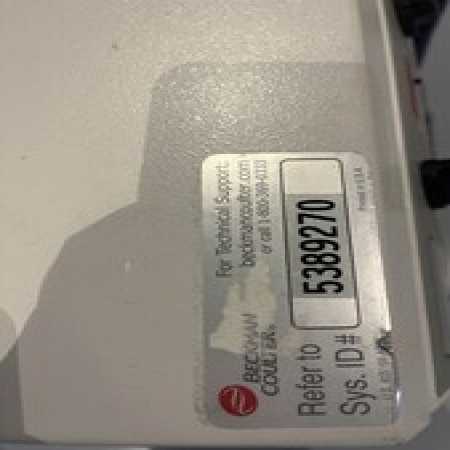 BECKMAN
COULTER
For Technical Support:
beckmancoulter.com
or call 1-800-369-0333
Refer to
Sys. ID#
5389270